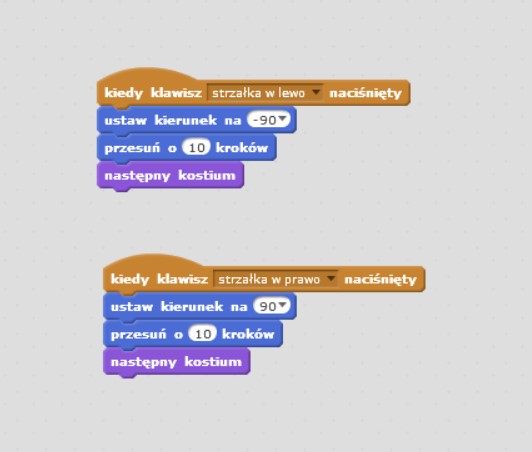 kiedy klawisz strzałka w lewo naciśnięty
ustaw kierunek na -90
przesuń o 10 kroków
następny kostium
kiedy klawisz strzałka w prawo naciśnięty
ustaw kierunek na 90
przesuń o 10 kroków
następny kostium